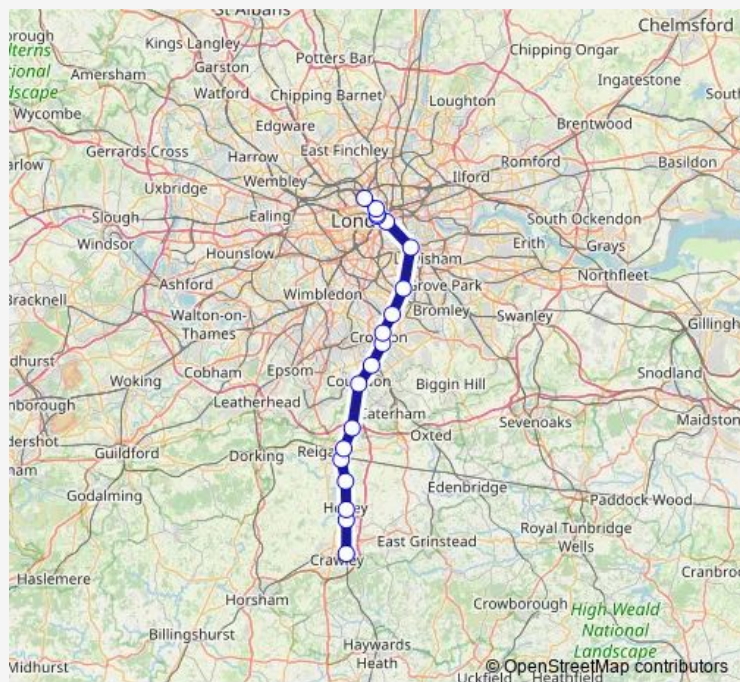 St Albans
Chelmsford
Kings Langley
Chipping Ongar
Potters Bar
Garston
Amersham
Ingatestone
Watford
Chipping Barnet
Loughton
Wycombe
Brentwood
Edgware
Gerrards Cross
Harrow
East Finchley
Romford
Basildon
Uxbridge
Wembley
Ilford
Slough
Ealing
South Ockendon
Windsor
Hounslow
Erith
Grays
Northfleet
Ashford
Wimbledon
Grove Park
Bracknell
Bromley
Swanley
Walton-on-
Thames
Epsom
Cobham
Woking
Biggin Hill
Snodland
Leatherhead
Caterham
Sevenoaks
Oxted
Guildford
Dorking
Edenbridge
Godalming
Paddock Wood
Royal Tunbridge
Wells
East Grinstead
Crawley
Haslemere
Horsham
Crowborough
High Weald
National
Landscape
Billingshurst
Haywards
Heath
Midhurst
Uckfield
Heathfield
© OpenStreetMap contributors